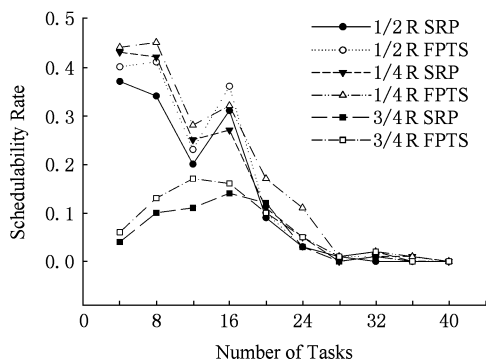 0.5
0.4
0.3
0.2
0.1
0.0
Schedulability Rate
1/2 R SRP
1/2 R FPTS
1/4 R SRP
1/4 R FPTS
3/4 R SRP
3/4 R FPTS
0 8 16 24 32 40
Number of Tasks